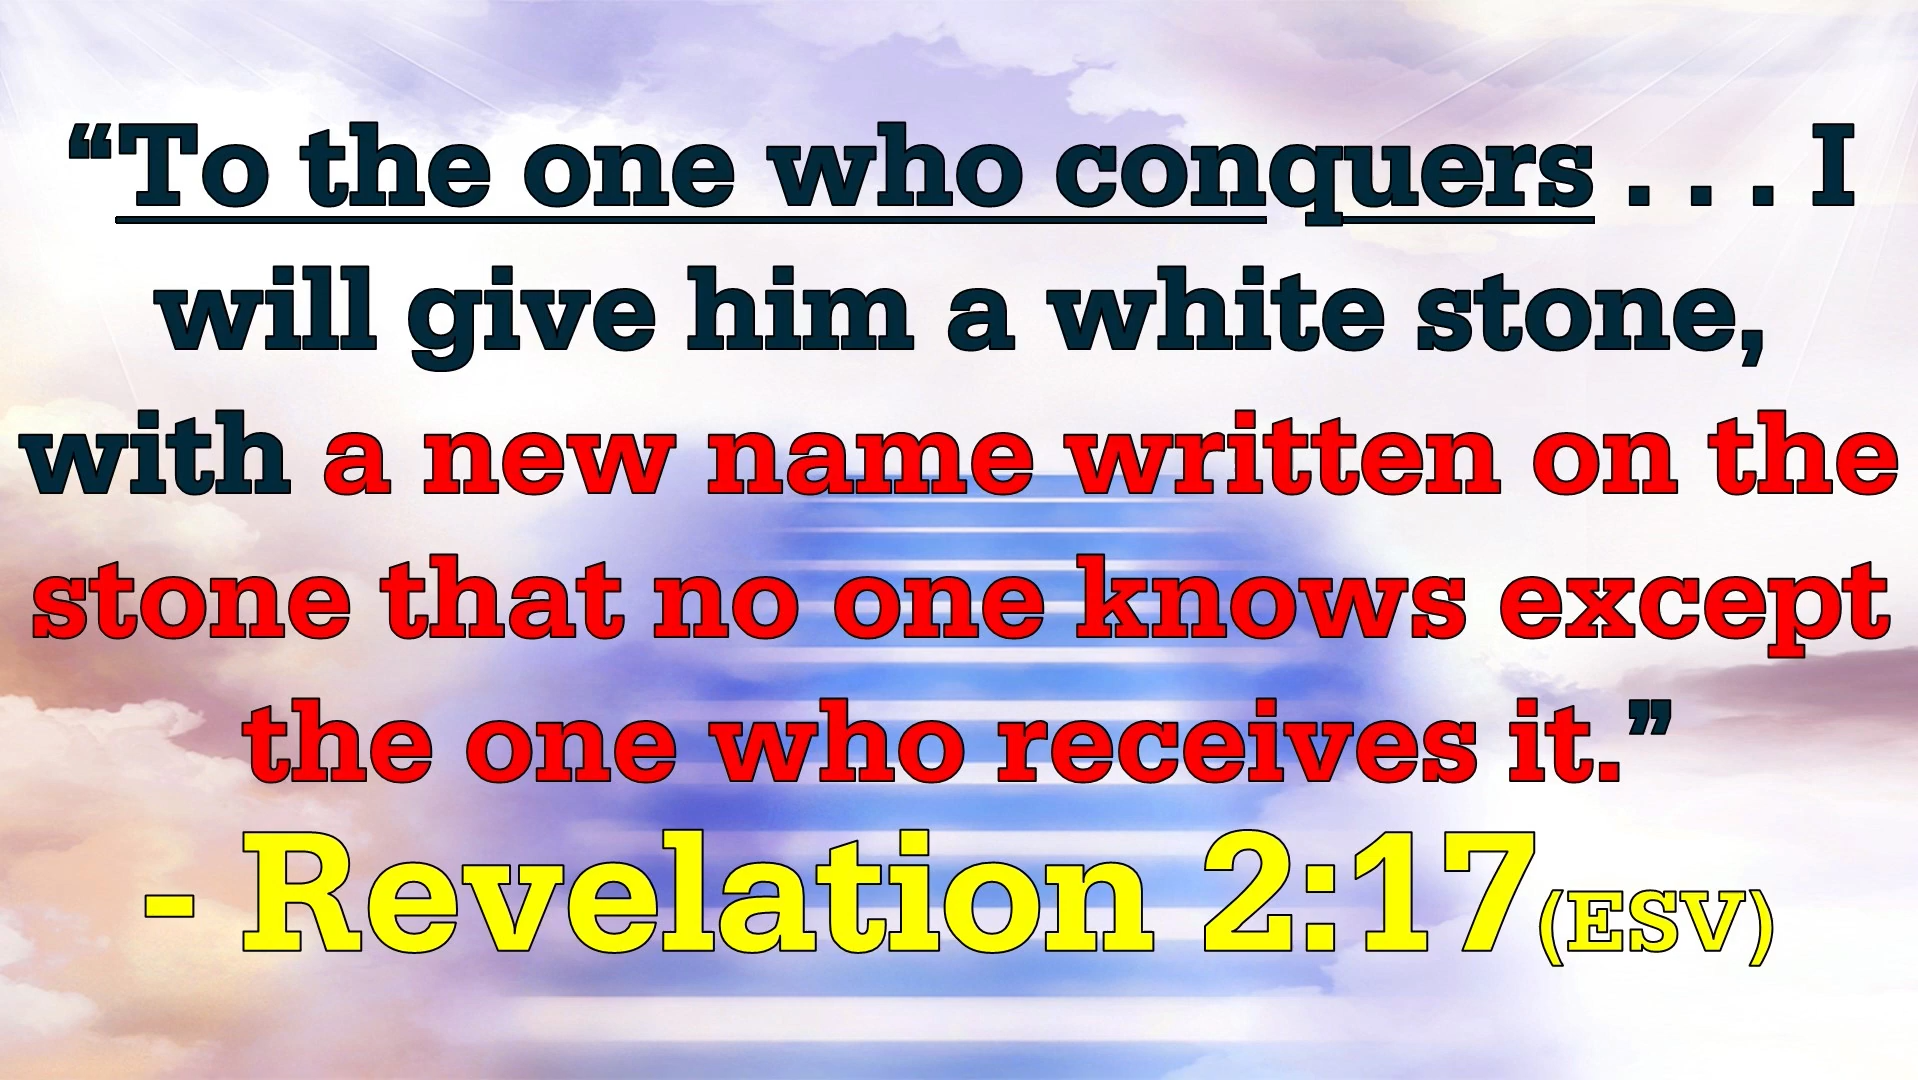 “To the one who conquers . . . I
will give him a white stone,
with a new name written on the
stone that no one knows except
the one who receives it.”
- Revelation 2:17(ESV)